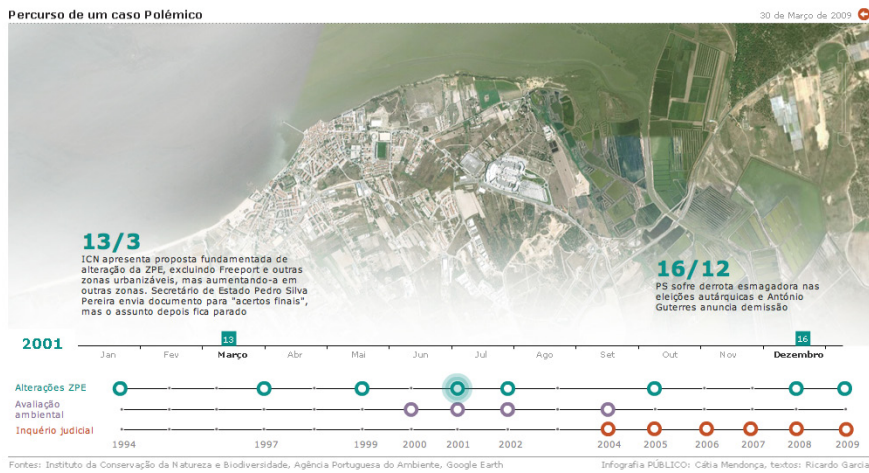 Percurso de um caso Polémico
30 de Março de 2009
13/3
ICN apresenta proposta fundamentada de
alteração da ZPE, excluindo Freeport e outras
zonas urbanizáveis, mas aumentando-a em
outras zonas. Secretário de Estado Pedro Silva
Pereira envia documento para "acertos finais",
mas o assunto depois fica parado
16/12
PS sofre derrota esmagadora nas
eleições autárquicas e António
Guterres anuncia demissão
2001
13
16
Jan Fev Março Abr Mai Jun Jul Ago Set Out Nov Dezembro
Alterações ZPE
Avaliação
ambiental
Inquério judicial
1994 1997 1999 2000 2001 2002 2004 2005 2006 2007 2008 2009
Fontes: Instituto da Conservação da Natureza e Biodiversidade, Agência Portuguesa do Ambiente, Google Earth
Infografia PÚBLICO: Cátia Mendonça, textos: Ricardo Garcia